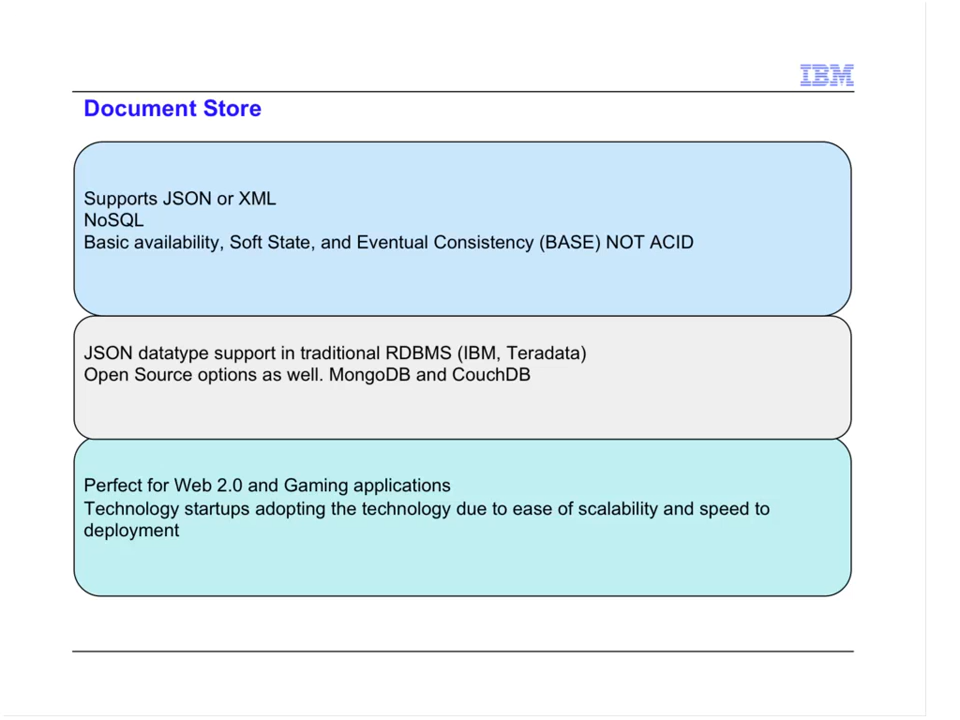 IBM
Document Store
Supports JSON or XML
NoSQL
Basic availability, Soft State, and Eventual Consistency (BASE) NOT ACID
JSON datatype support in traditional RDBMS (IBM, Teradata)
Open Source options as well. MongoDB and CouchDB
Perfect for Web 2.0 and Gaming applications
Technology startups adopting the technology due to ease of scalability and speed to
deployment